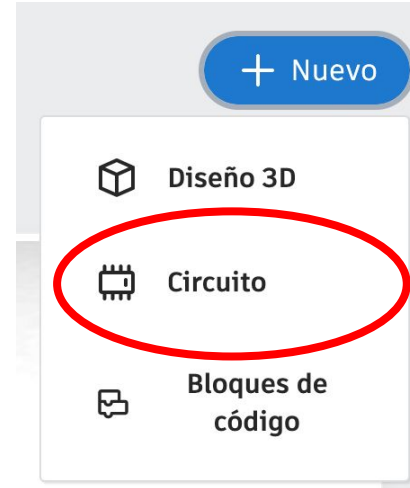 + Nuevo
Diseño 3D
Circuito
Bloques de
código